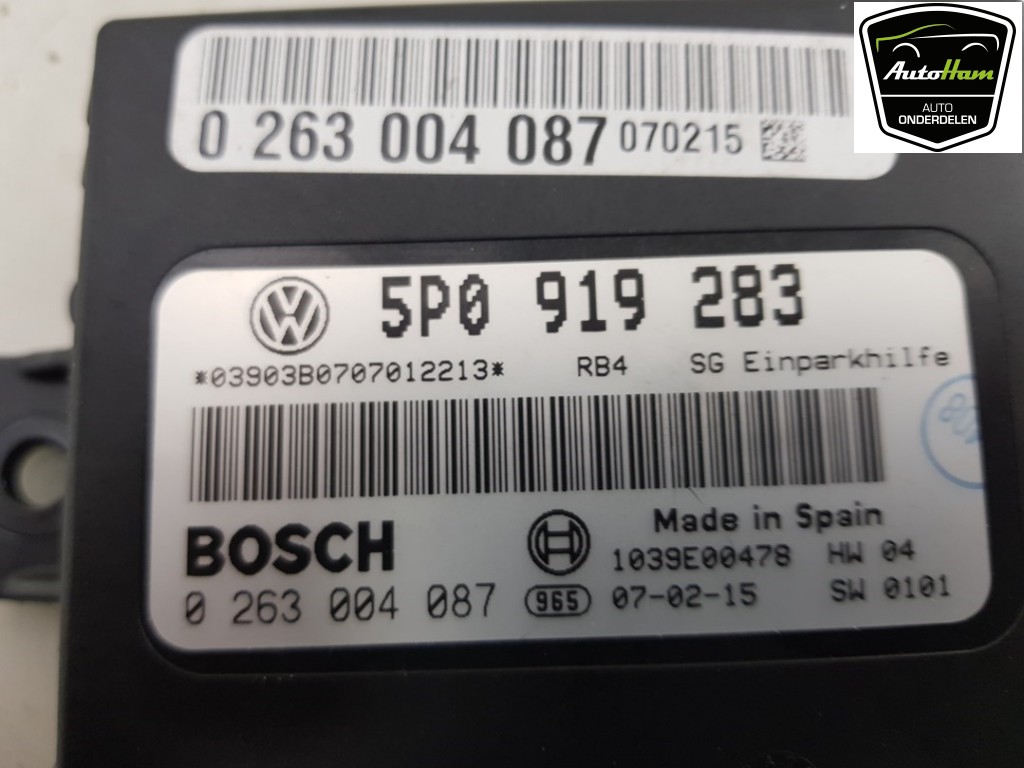 AutoHam
AUTO
ONDERDELEN
0 263 004 087 070215
5P0 919 283
*03903B0707012213* RB4 SG Einparkhilfe
BOSCH
Made in Spain
1039E00478 HW 04
0 263 004 087 965 07-02-15 SW 0101